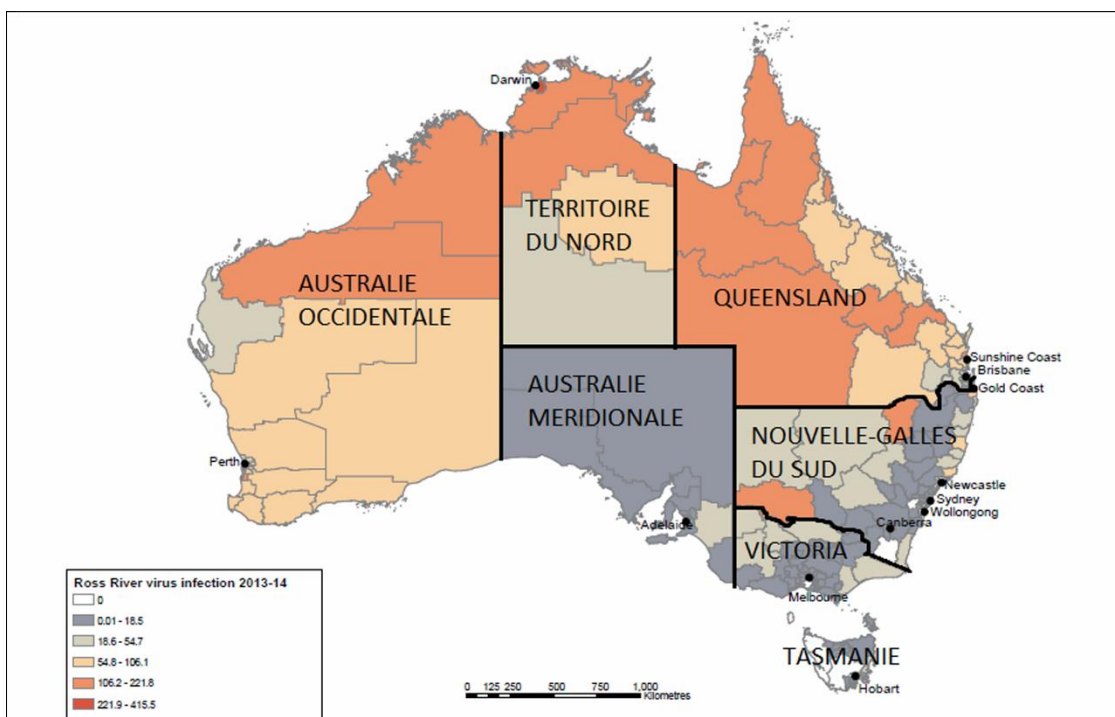 Darwin
TERRITOIRE
DU NORD
AUSTRALIE
OCCIDENTALE
QUEENSLAND
Sunshine Coast
Brisbane
Gold Coast
AUSTRALIE
MERIDIONALE
NOUVELLE-GALLES
DU SUD
Perth
Newcastle
Sydney
Wollongong
Adelaide
Canberra
VICTORIA
Melbourne
TASMANIE
Hobart
Ross River virus infection 2013-14
0
0.01 - 18.5
18.6 - 54.7
54.8 - 106.1
106.2 - 221.8
221.9 - 415.5
0 125 250 500 750 1,000
Kilometres